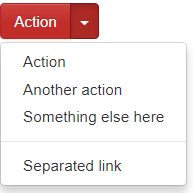 Action
Action
Another action
Something else here
Separated link